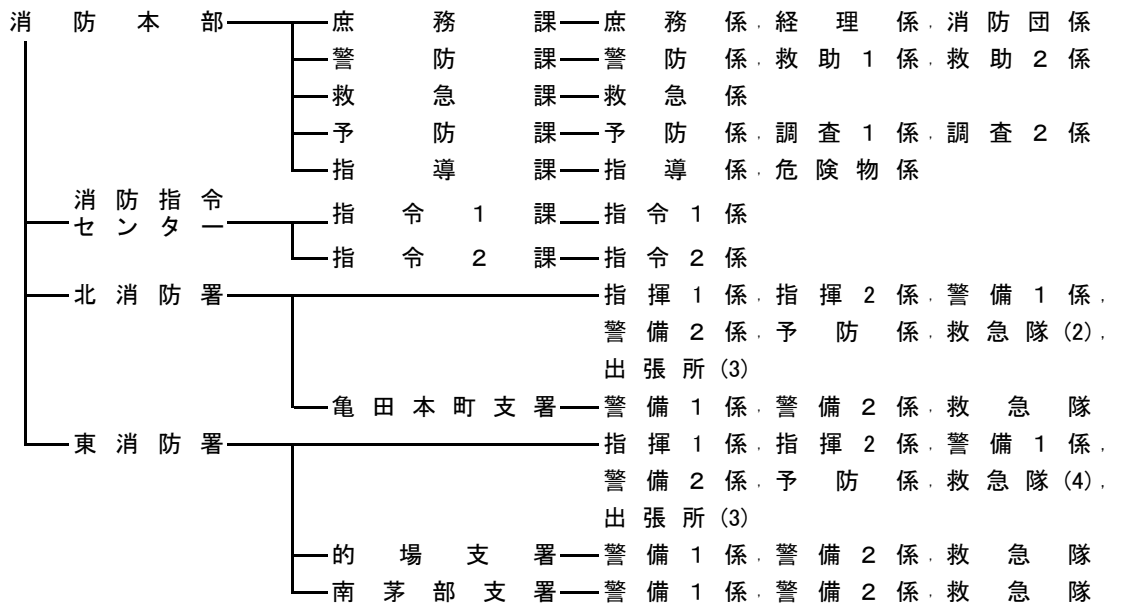 消防本部 庶務課 庶務係，経理係，消防団係
警防課 警防係，救助1係，救助2係
救急課 救急係
予防課 予防係，調査1係，調査2係
指導課 指導係，危険物係
消防指令
センター 指令1課 指令1係
指令2課 指令2係
北消防署 指揮1係，指揮2係，警備1係，
警備2係，予防係，救急隊(2)，
出張所(3)
亀田本町支署 警備1係，警備2係，救急隊
東消防署 指揮1係，指揮2係，警備1係，
警備2係，予防係，救急隊(4)，
出張所(3)
的場支署 警備1係，警備2係，救急隊
南茅部支署 警備1係，警備2係，救急隊